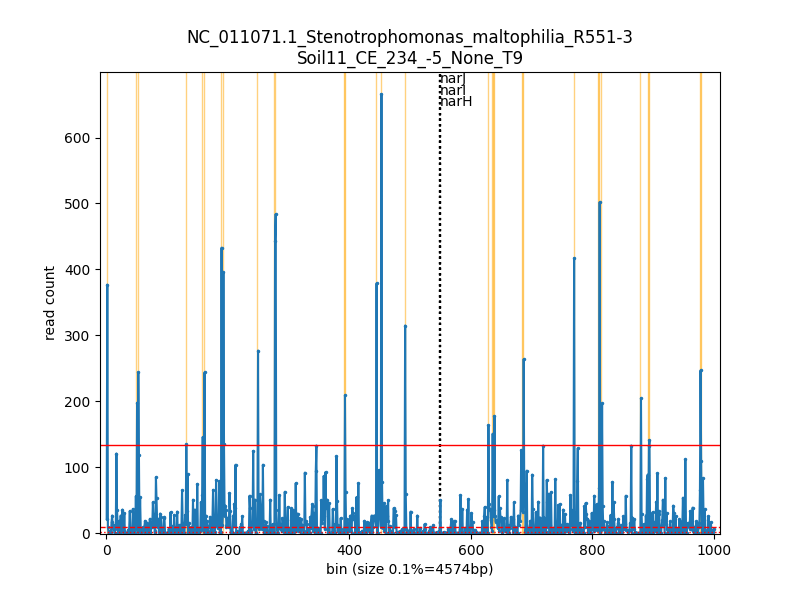 NC_011071.1_Stenotrophomonas_maltophilia_R551-3
Soil11_CE_234_-5_None_T9
narJ
narI
narH
600
500
400
300
200
100
0
read count
0
200
400
600
800
1000
bin (size 0.1%=4574bp)